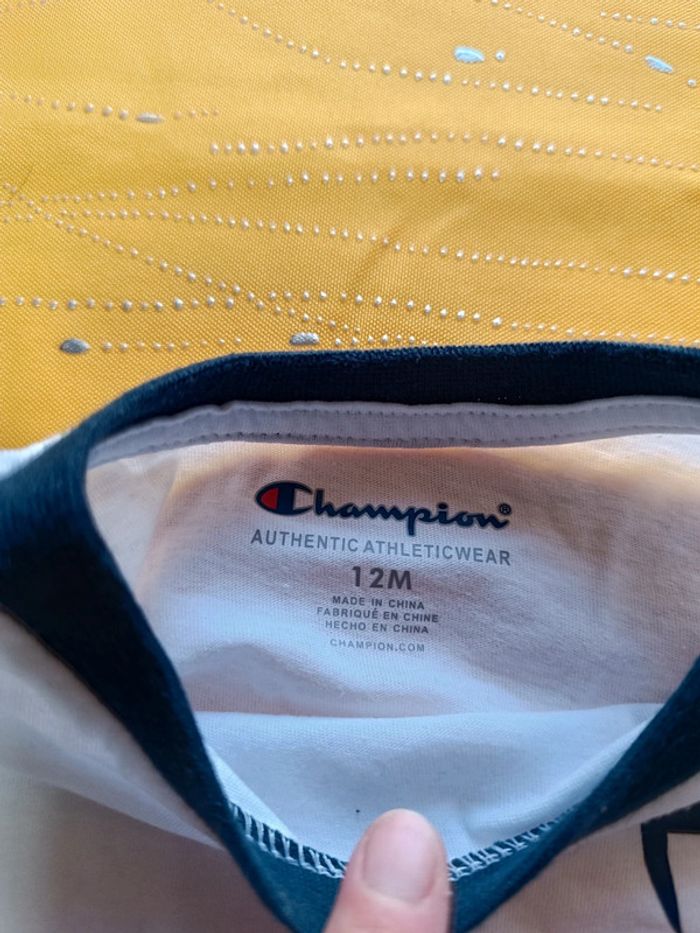 Champion®
AUTHENTIC ATHLETICWEAR
12M
MADE IN CHINA
FABRIQUÉ EN CHINE
HECHO EN CHINA
CHAMPION.COM